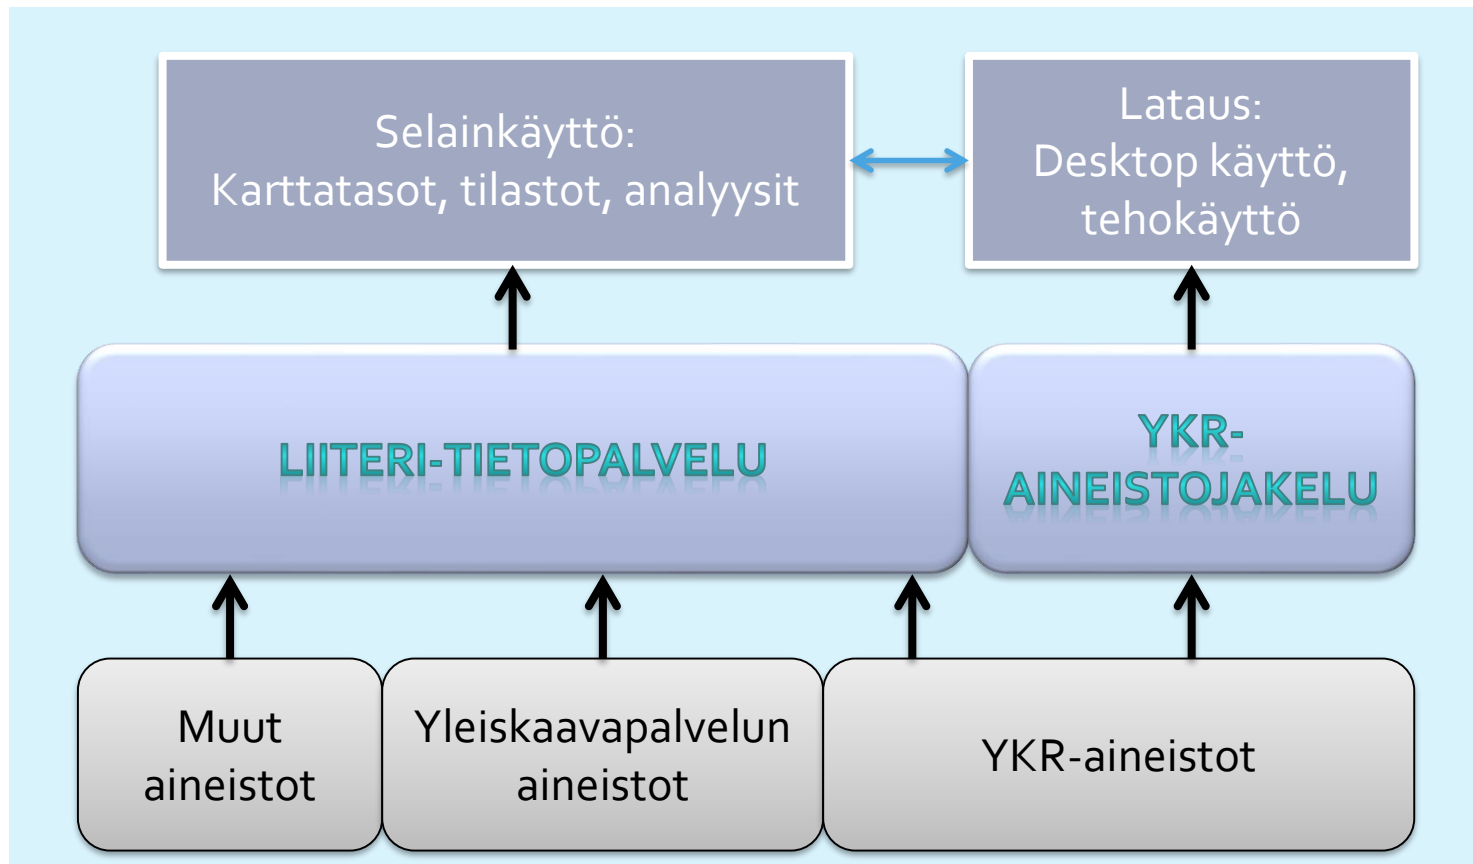 Selainkäyttö:
Karttatasot, tilastot, analyysit
Lataus:
Desktop käyttö,
tehokäyttö
LIITERI-TIETOPALVELU
YKR-
AINEISTOJAKELU
Muut
aineistot
Yleiskaavapalvelun
aineistot
YKR-aineistot